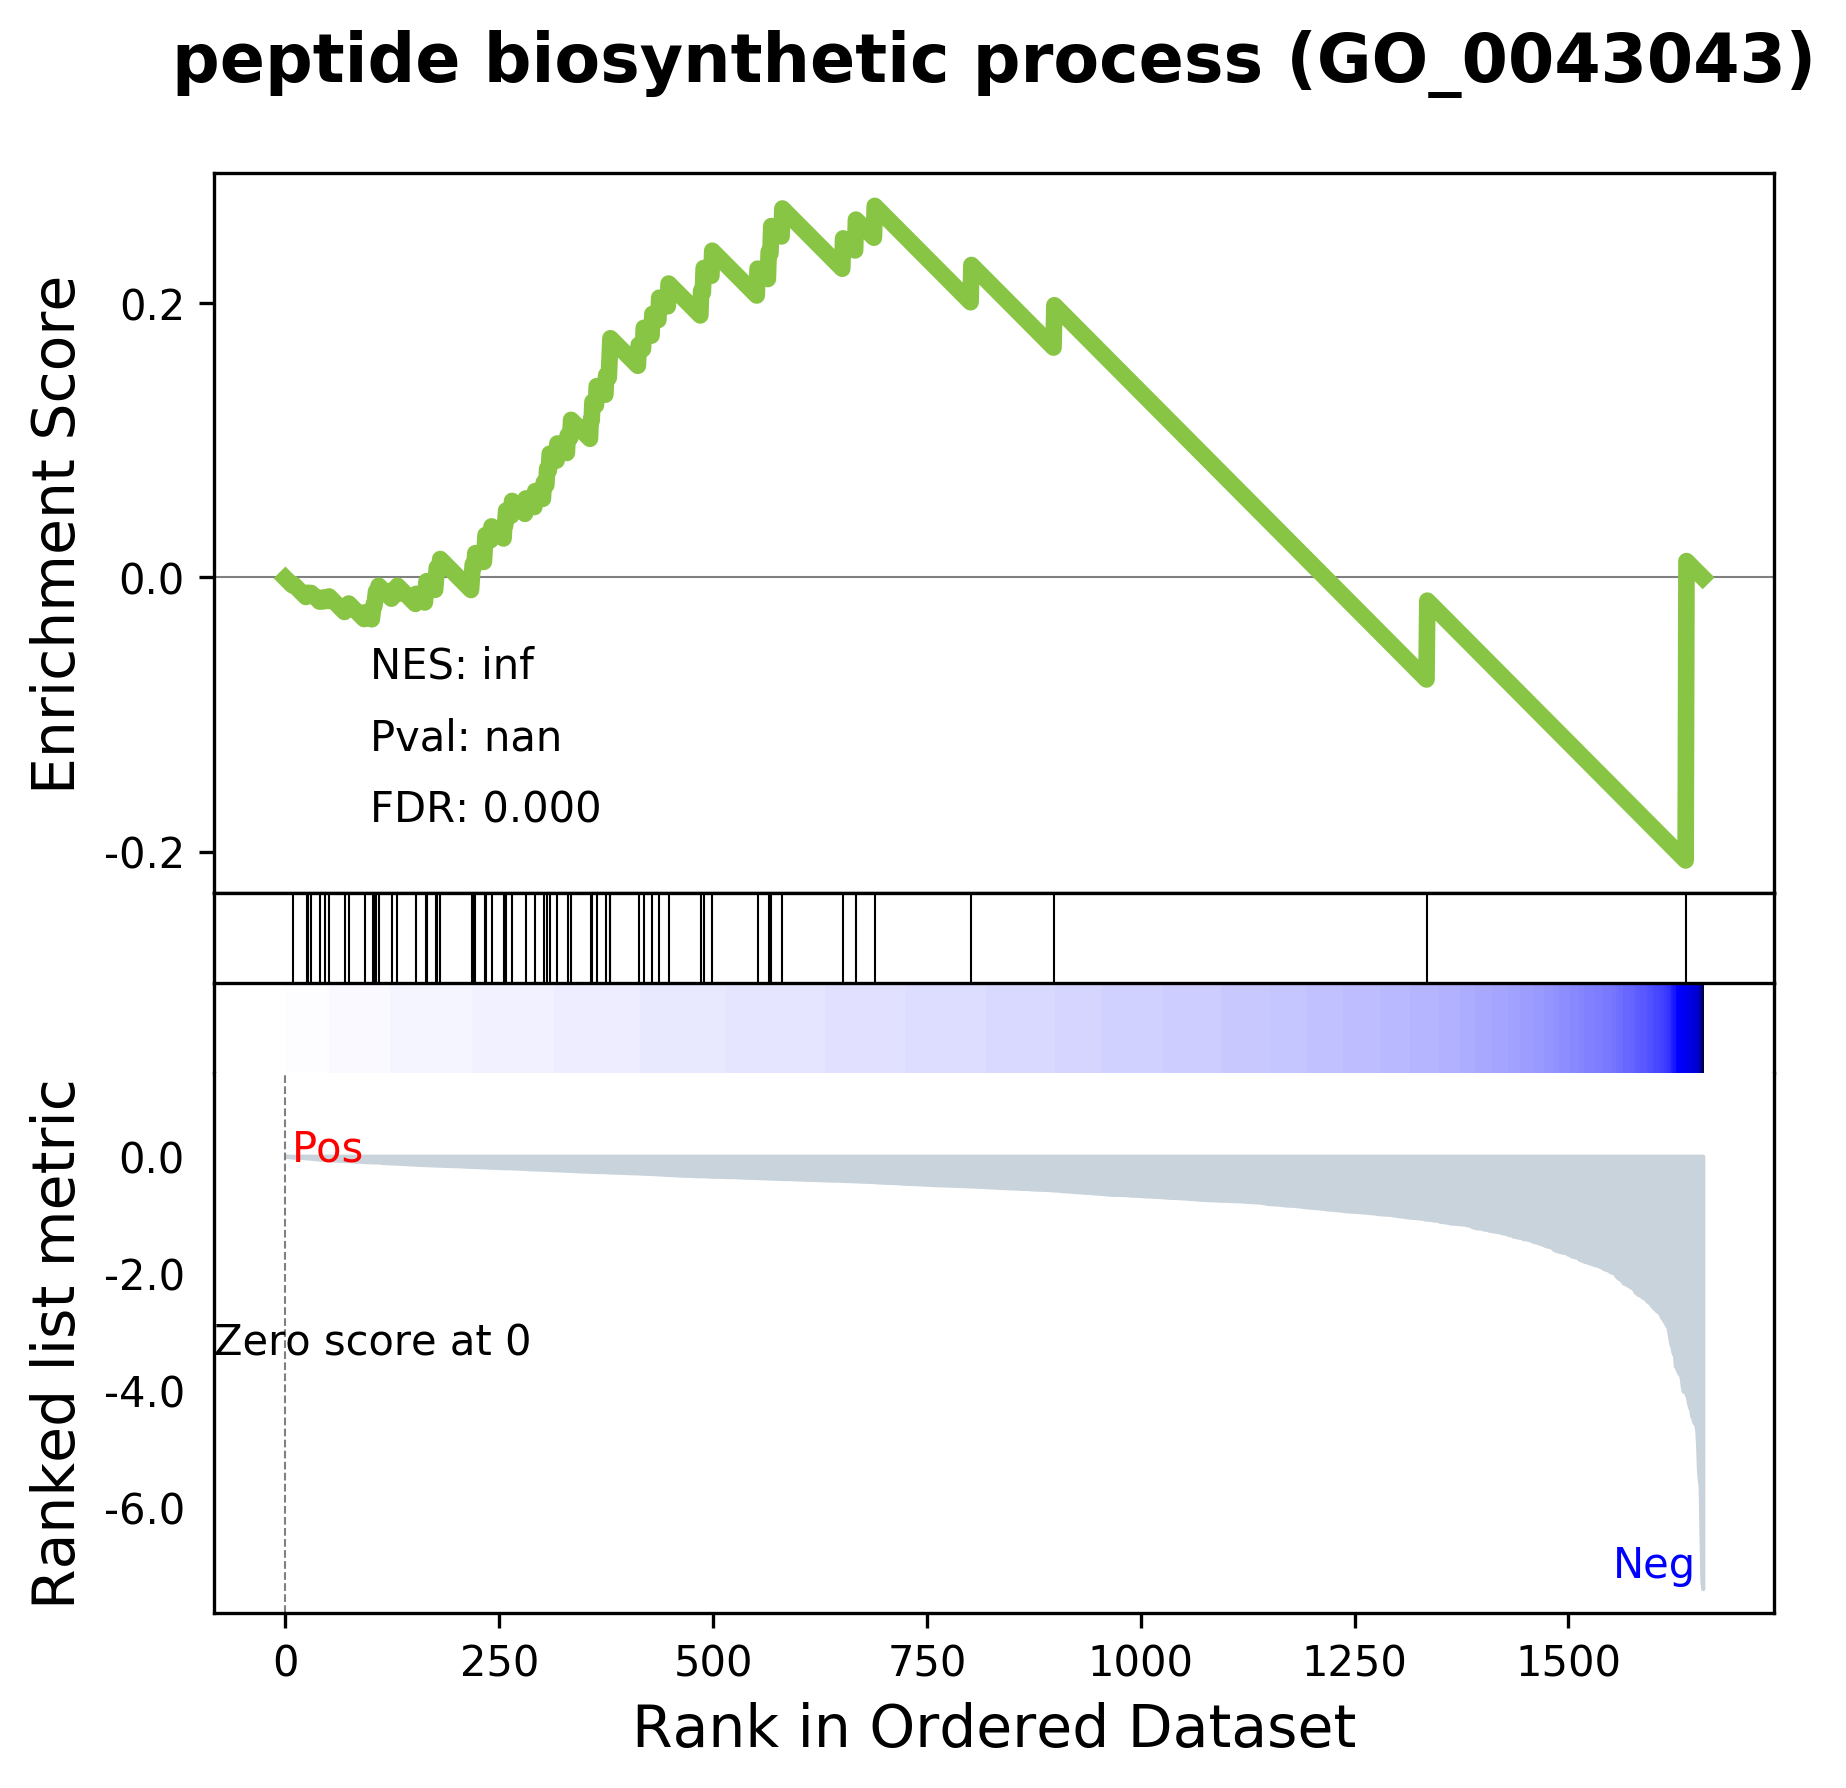 peptide biosynthetic process (GO_0043043)
Enrichment Score
0.2
0.0
-0.2
NES: inf
Pval: nan
FDR: 0.000
Ranked list metric
0.0
-2.0
-4.0
-6.0
Pos
Zero score at 0
Neg
0 250 500 750 1000 1250 1500
Rank in Ordered Dataset